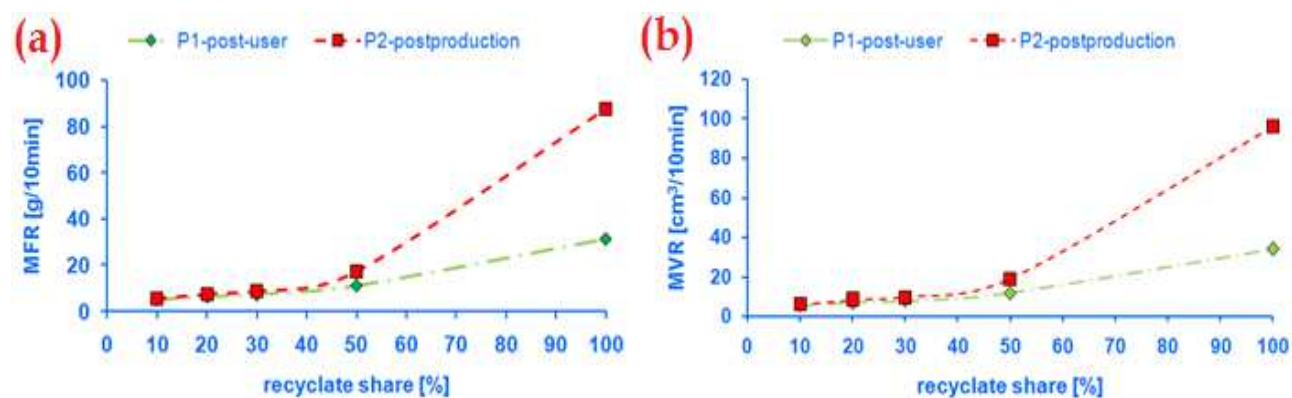 (a)
P1-post-user
P2-postproduction
MFR [g/10min]
100
80
60
40
20
0
0 10 20 30 40 50 60 70 80 90 100
recyclate share [%]
(b)
P1-post-user
P2-postproduction
MVR [cm³/10min]
120
100
80
60
40
20
0
0 10 20 30 40 50 60 70 80 90 100
recyclate share [%]